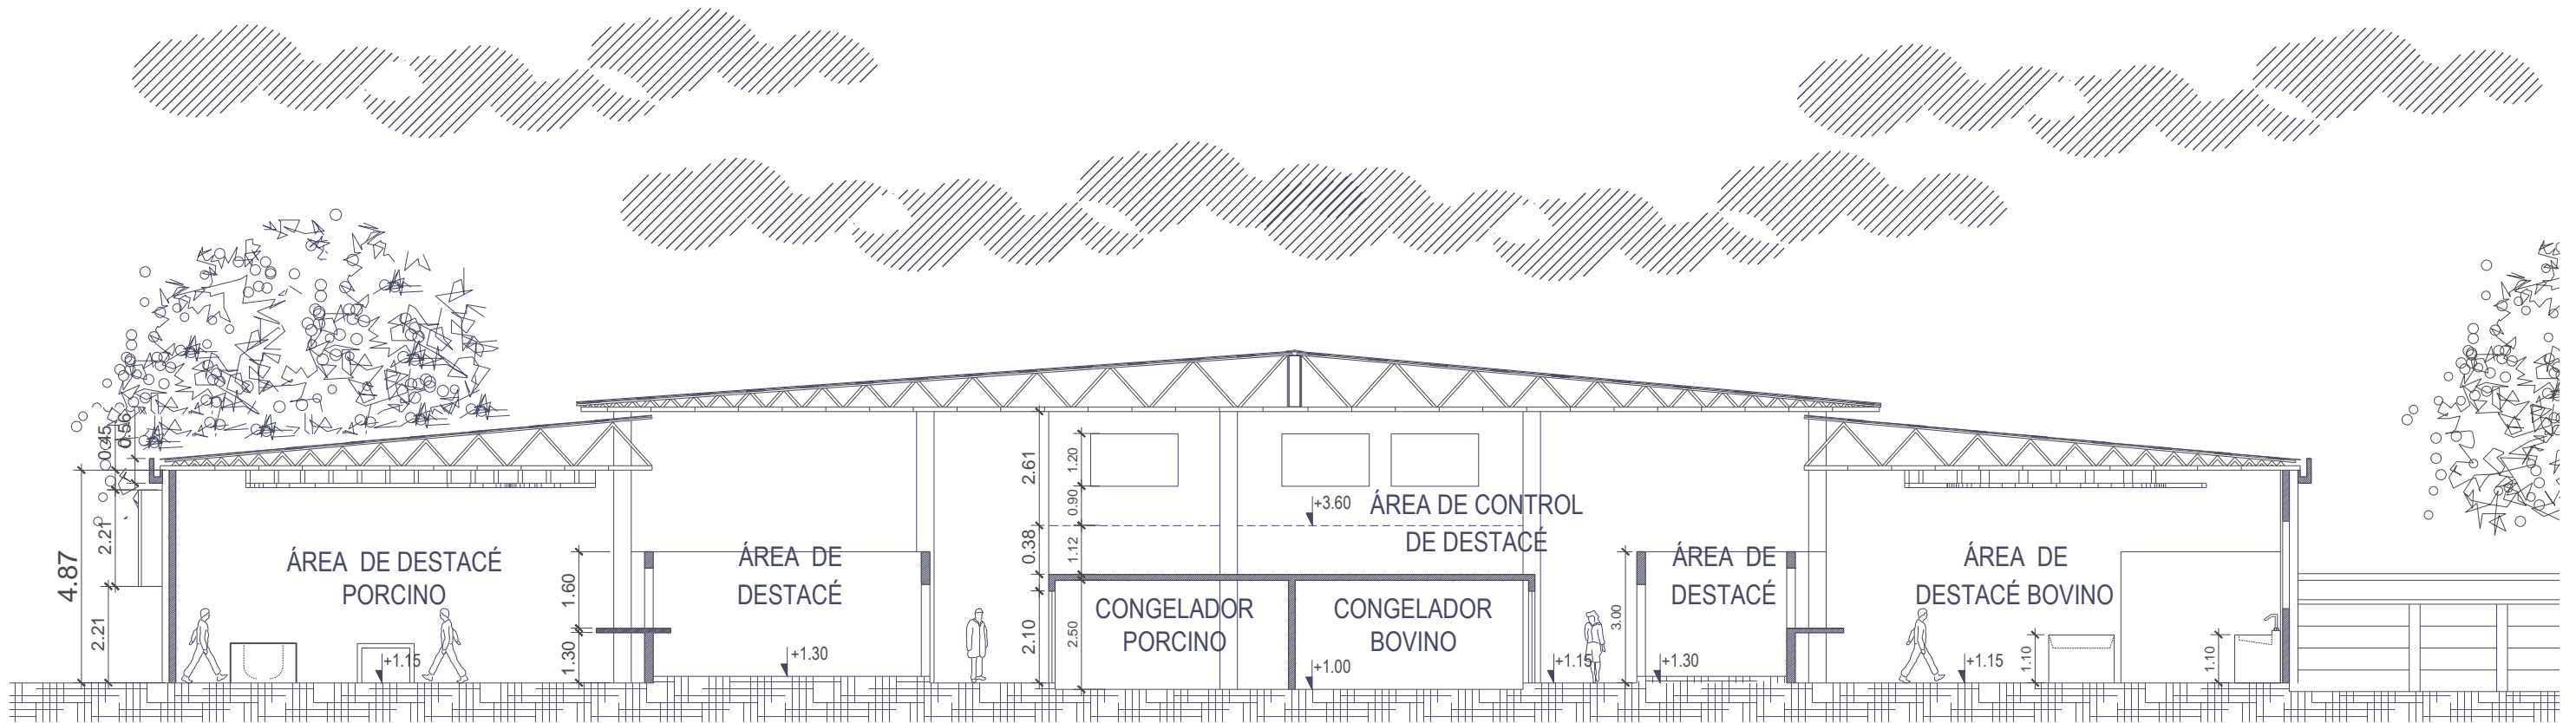 0.45
0.56
2.21
4.87
2.21
ÁREA DE DESTACÉ
PORCINO
+1.15
1.60
1.30
ÁREA DE
DESTACÉ
+1.30
2.61
0.38
2.10
1.20
0.90
1.12
2.50
+3.60
ÁREA DE CONTROL
DE DESTACÉ
CONGELADOR
PORCINO
CONGELADOR
BOVINO
+1.00
+1.15
3.00
ÁREA DE
DESTACÉ
+1.30
ÁREA DE
DESTACÉ BOVINO
+1.15
1.10
1.10